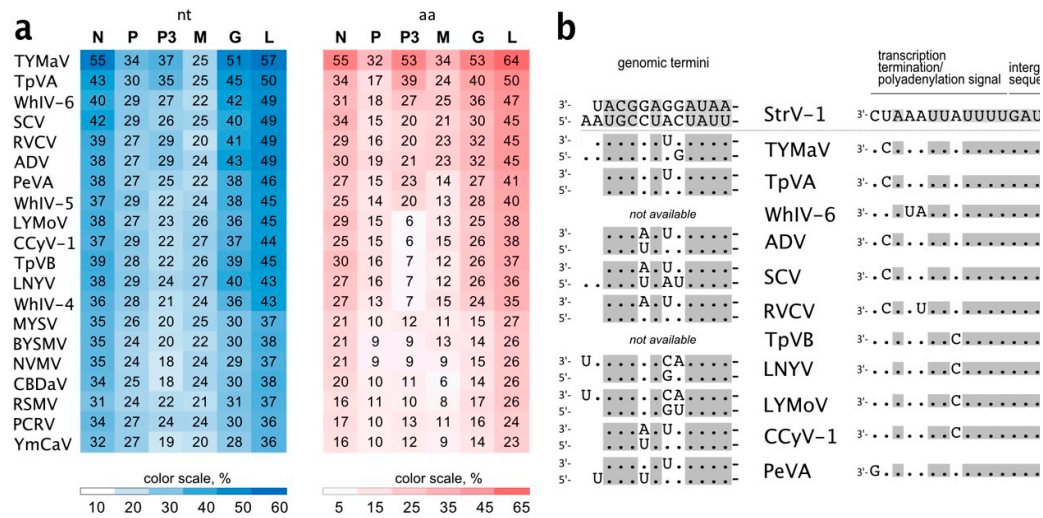 a
nt aa
N P P3 M G L N P P3 M G L
TYMaV 55 34 37 25 51 57 55 32 53 34 53 64
TpVA 43 30 35 25 45 50 34 17 39 24 40 50
WhIV-6 40 29 27 22 42 49 31 18 27 25 36 47
SCV 42 29 26 25 40 49 34 15 20 21 30 45
RVCV 39 27 29 20 41 49 29 16 20 23 32 45
ADV 38 27 29 24 43 49 30 19 21 23 32 45
PeVA 38 27 25 22 38 46 27 15 23 14 27 41
WhIV-5 37 29 22 24 38 45 25 14 20 13 28 40
LYMoV 38 27 23 26 36 45 29 15 6 13 25 38
CCyV-1 37 29 22 27 37 44 25 15 6 16 26 38
TpVB 39 28 22 26 39 45 30 16 7 12 26 37
LNYV 38 29 24 27 40 43 27 16 7 12 26 36
WhIV-4 36 28 21 24 36 43 27 13 7 15 24 35
MYSV 35 26 20 25 30 37 21 10 12 11 15 27
BYSMV 35 24 20 22 30 38 21 9 9 13 14 26
NVMV 35 24 18 24 29 37 21 9 9 9 15 26
CBDaV 34 25 18 24 30 38 20 10 11 6 14 26
RSMV 31 24 22 21 31 37 16 11 10 8 17 26
PCRV 34 27 24 24 30 36 17 10 13 11 16 24
YmCaV 32 27 19 20 28 36 16 10 12 9 14 23
color scale, % color scale, %
10 20 30 40 50 60 5 15 25 35 45 65
b
genomic termini
transcription
termination/
polyadenylation signal
3'- UACGGAGGAUAA-
5'- AAUGCCUACUAUU-
StrV-1 3'-CUAAAUUAUUUUGAU
TYMaV 3'- .C.............
TpVA 3'- .C.............
WhIV-6 3'- ...UA..........
ADV 3'- .C.............
SCV 3'- .C.............
RVCV 3'- .C..U..........
TpVB 3'- .......C.......
LNYV 3'- .......C.......
LYMoV 3'- .......C.......
CCyV-1 3'- .......C.......
PeVA 3'-G..............
not available
not available